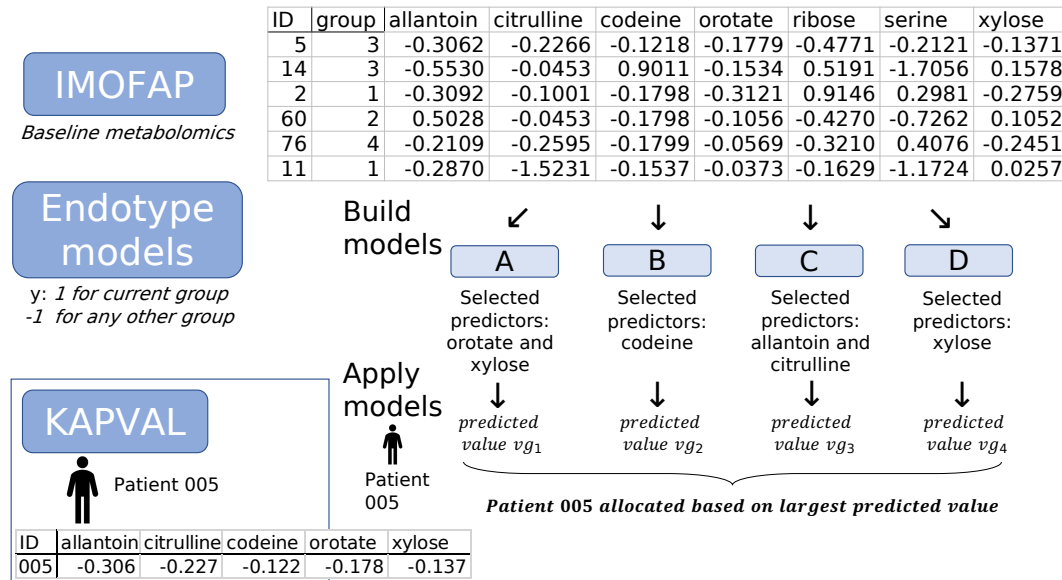 ID group allantoin citrulline codeine orotate ribose serine xylose
5 3 -0.3062 -0.2266 -0.1218 -0.1779 -0.4771 -0.2121 -0.1371
14 3 -0.5530 -0.0453 0.9011 -0.1534 0.5191 -1.7056 0.1578
2 1 -0.3092 -0.1001 -0.1798 -0.3121 0.9146 0.2981 -0.2759
60 2 0.5028 -0.0453 -0.1798 -0.1056 -0.4270 -0.7262 0.1052
76 4 -0.2109 -0.2595 -0.1799 -0.0569 -0.3210 0.4076 -0.2451
11 1 -0.2870 -1.5231 -0.1537 -0.0373 -0.1629 -1.1724 0.0257
IMOFAP
Baseline metabolomics
Endotype
models
y: 1 for current group
-1 for any other group
Build
models
↙ ↓ ↓ ↘
A
Selected
predictors:
orotate and
xylose
↓
predicted
value vg₁
B
Selected
predictors:
codeine
↓
predicted
value vg₂
C
Selected
predictors:
allantoin and
citrulline
↓
predicted
value vg₃
D
Selected
predictors:
xylose
↓
predicted
value vg₄
Apply
models
Patient
005
Patient 005 allocated based on largest predicted value
KAPVAL
Patient 005
ID allantoin citrulline codeine orotate xylose
005 -0.306 -0.227 -0.122 -0.178 -0.137